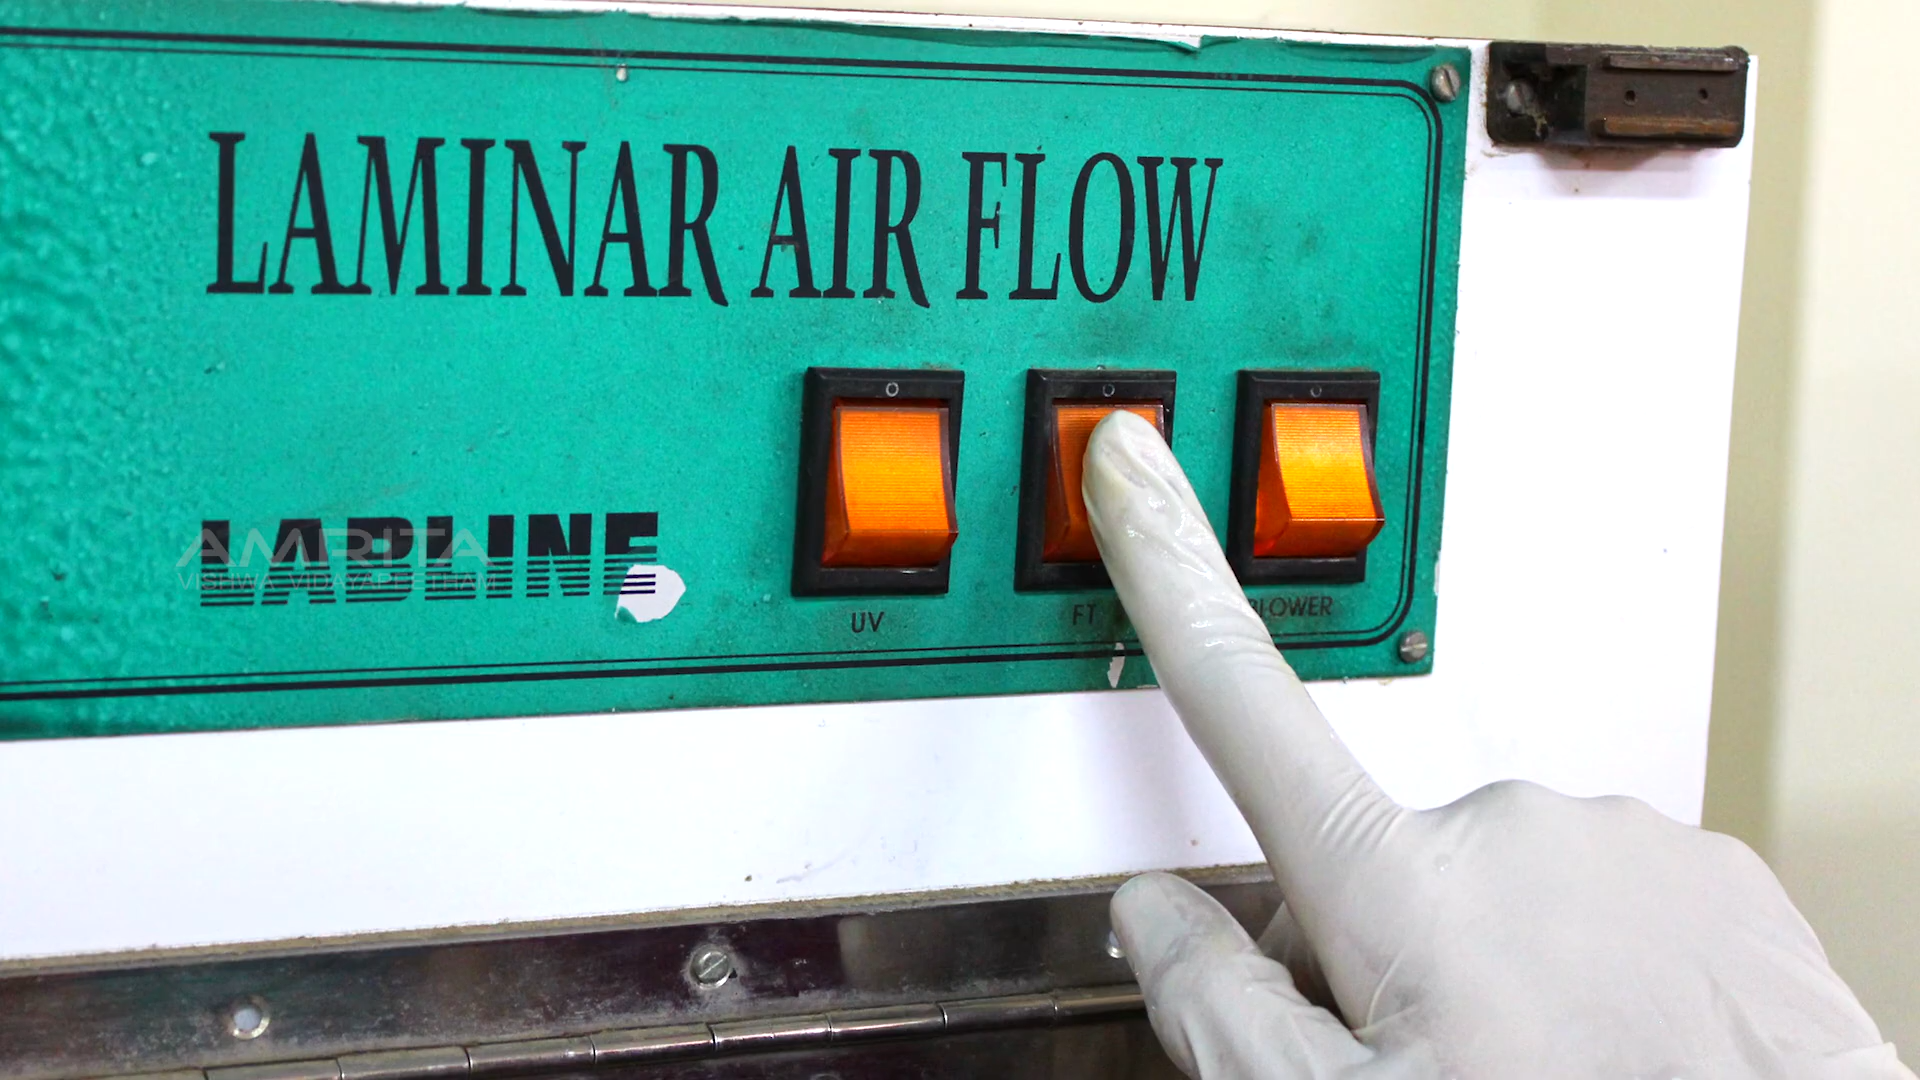 LAMINAR AIR FLOW
LABLINE
AMRITA
VISHWA VIDYAPEETHAM
O O O
UV FT BLOWER